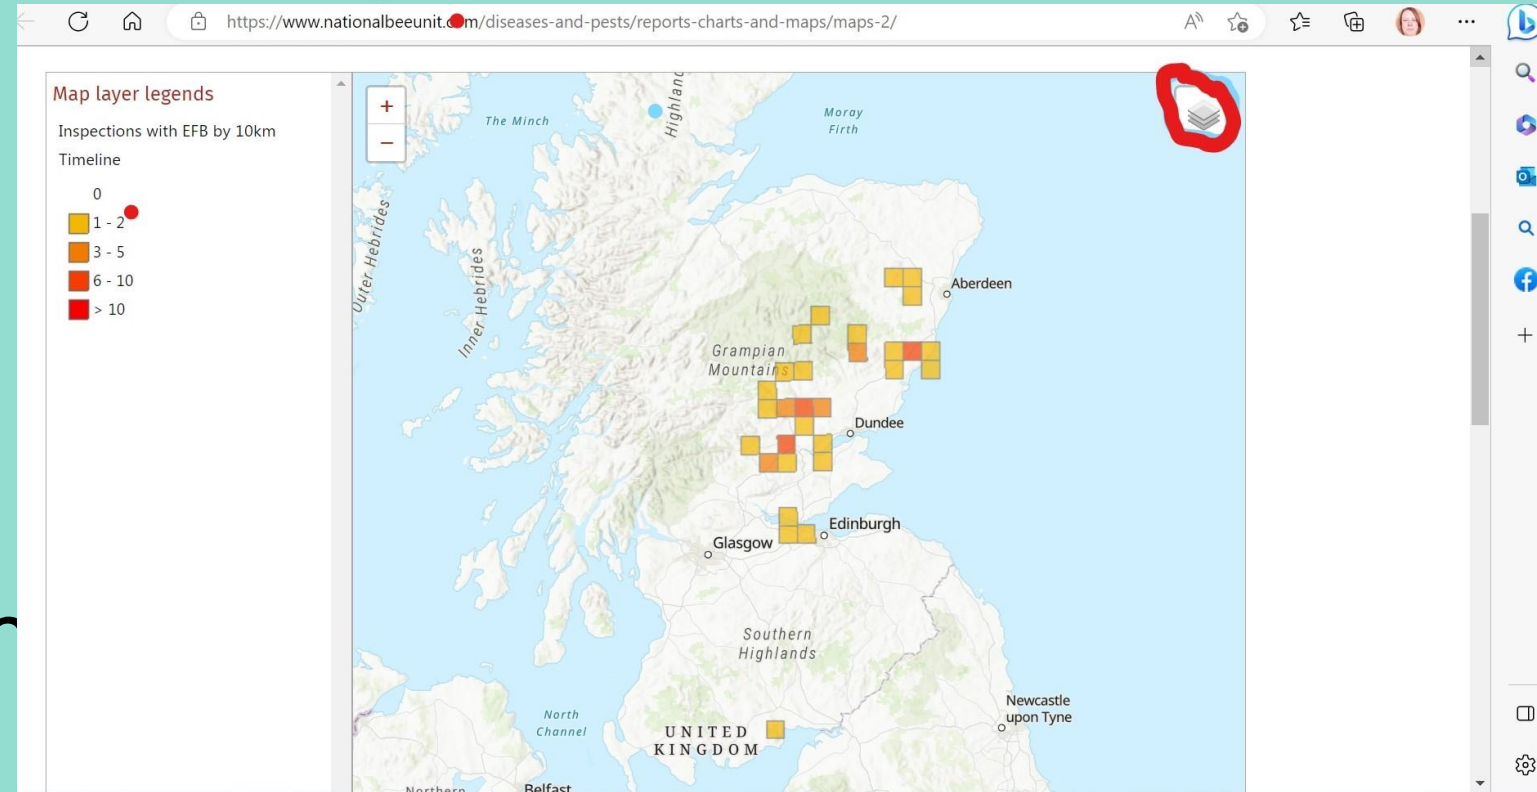 https://www.nationalbeeunit.c m/diseases-and-pests/reports-charts-and-maps/maps-2/
Map layer legends
Inspections with EFB by 10km
Timeline
0
1 - 2
3 - 5
6 - 10
> 10
+
−
The Minch
Highland
Moray
Firth
Outer Hebrides
Inner Hebrides
Aberdeen
Grampian
Mountains
Dundee
Edinburgh
Glasgow
Southern
Highlands
Newcastle
upon Tyne
North
Channel
UNITED
KINGDOM
Northern
Belfast